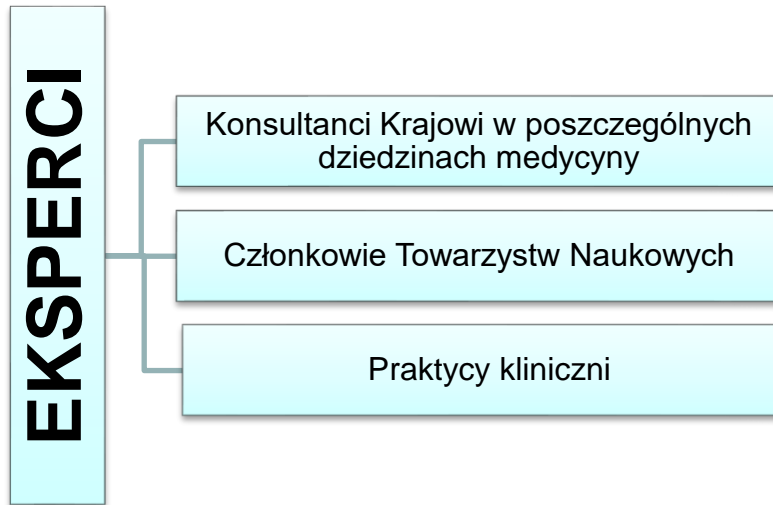 EKSPERCI
Konsultanci Krajowi w poszczególnych
dziedzinach medycyny
Członkowie Towarzystw Naukowych
Praktycy kliniczni